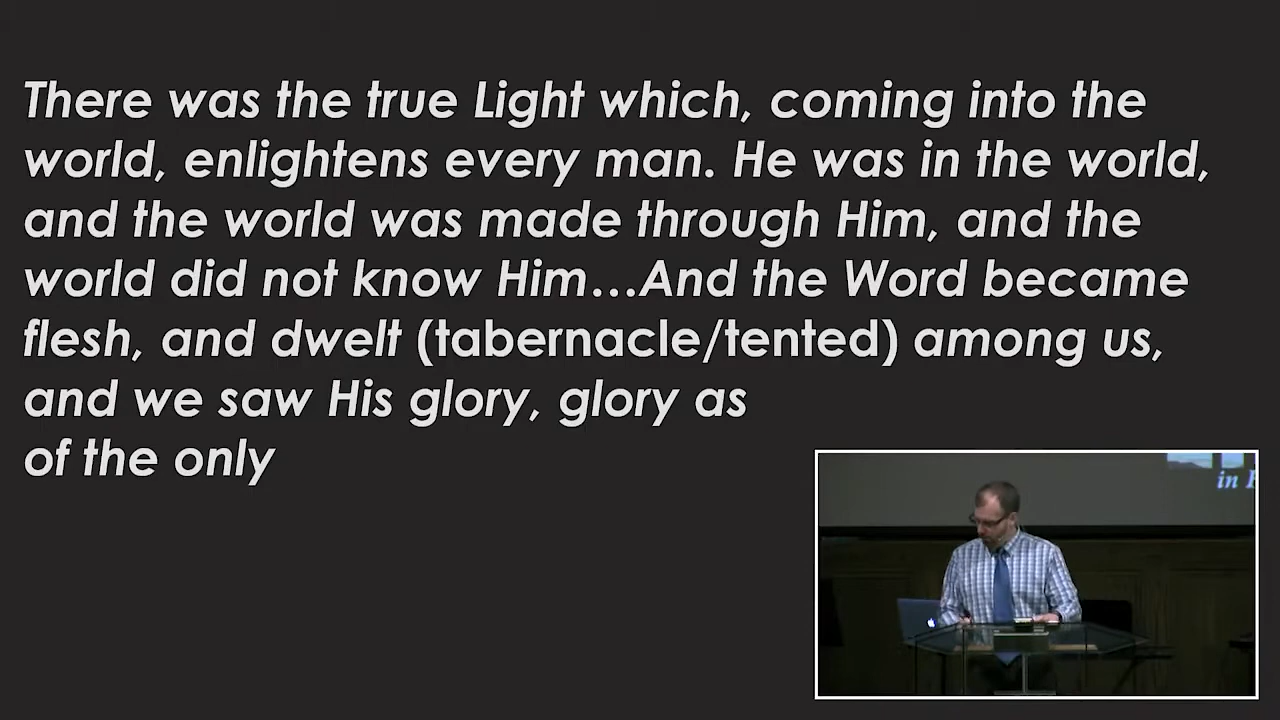 There was the true Light which, coming into the
world, enlightens every man. He was in the world,
and the world was made through Him, and the
world did not know Him…And the Word became
flesh, and dwelt (tabernacle/tented) among us,
and we saw His glory, glory as
of the only
in